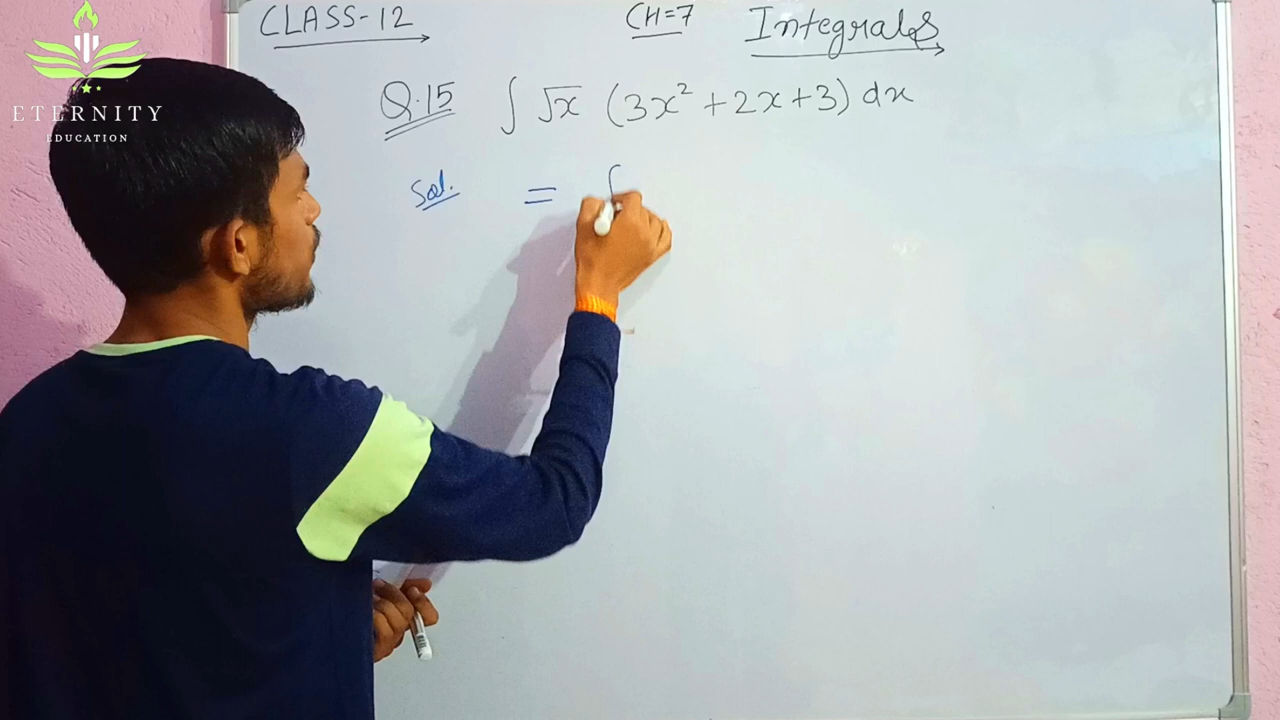 CLASS-12 CH=7 Integrals
ETERNITY
EDUCATION
Q.15 ∫ √x (3x² + 2x + 3) dx
Sol. = ∫